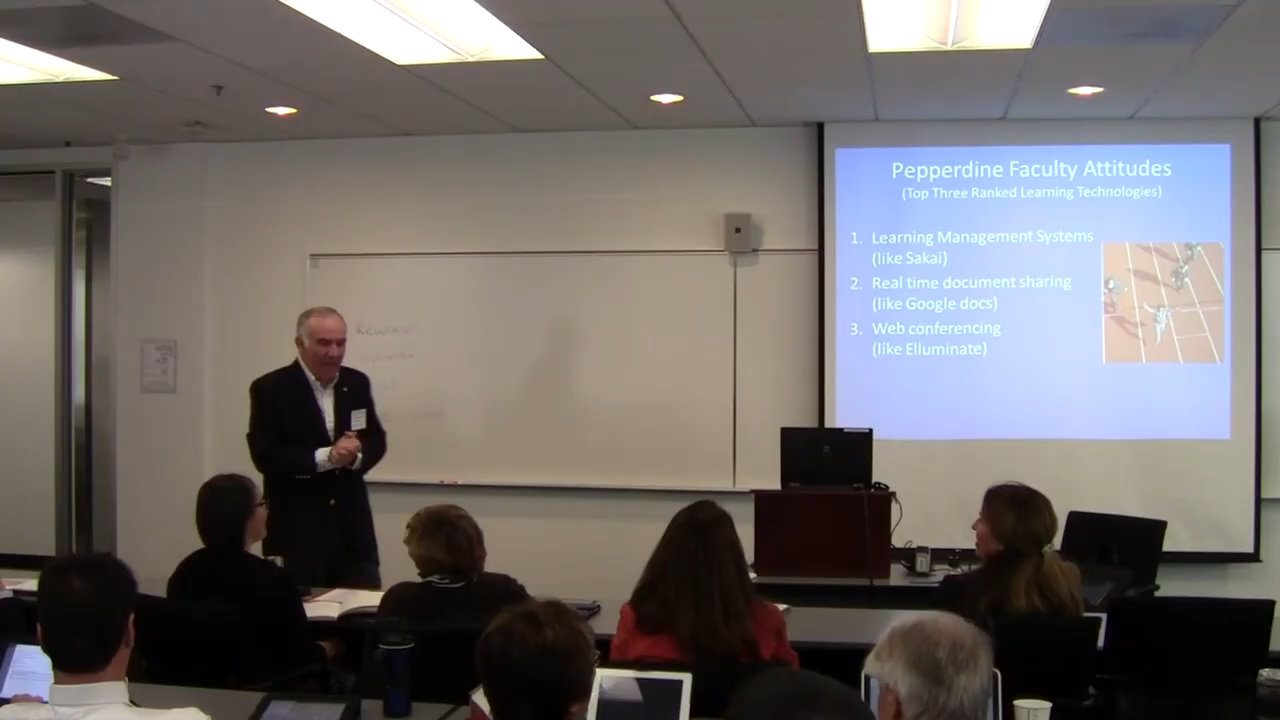 Pepperdine Faculty Attitudes
(Top Three Ranked Learning Technologies)
1. Learning Management Systems
(like Sakai)
2. Real time document sharing
(like Google docs)
3. Web conferencing
(like Elluminate)